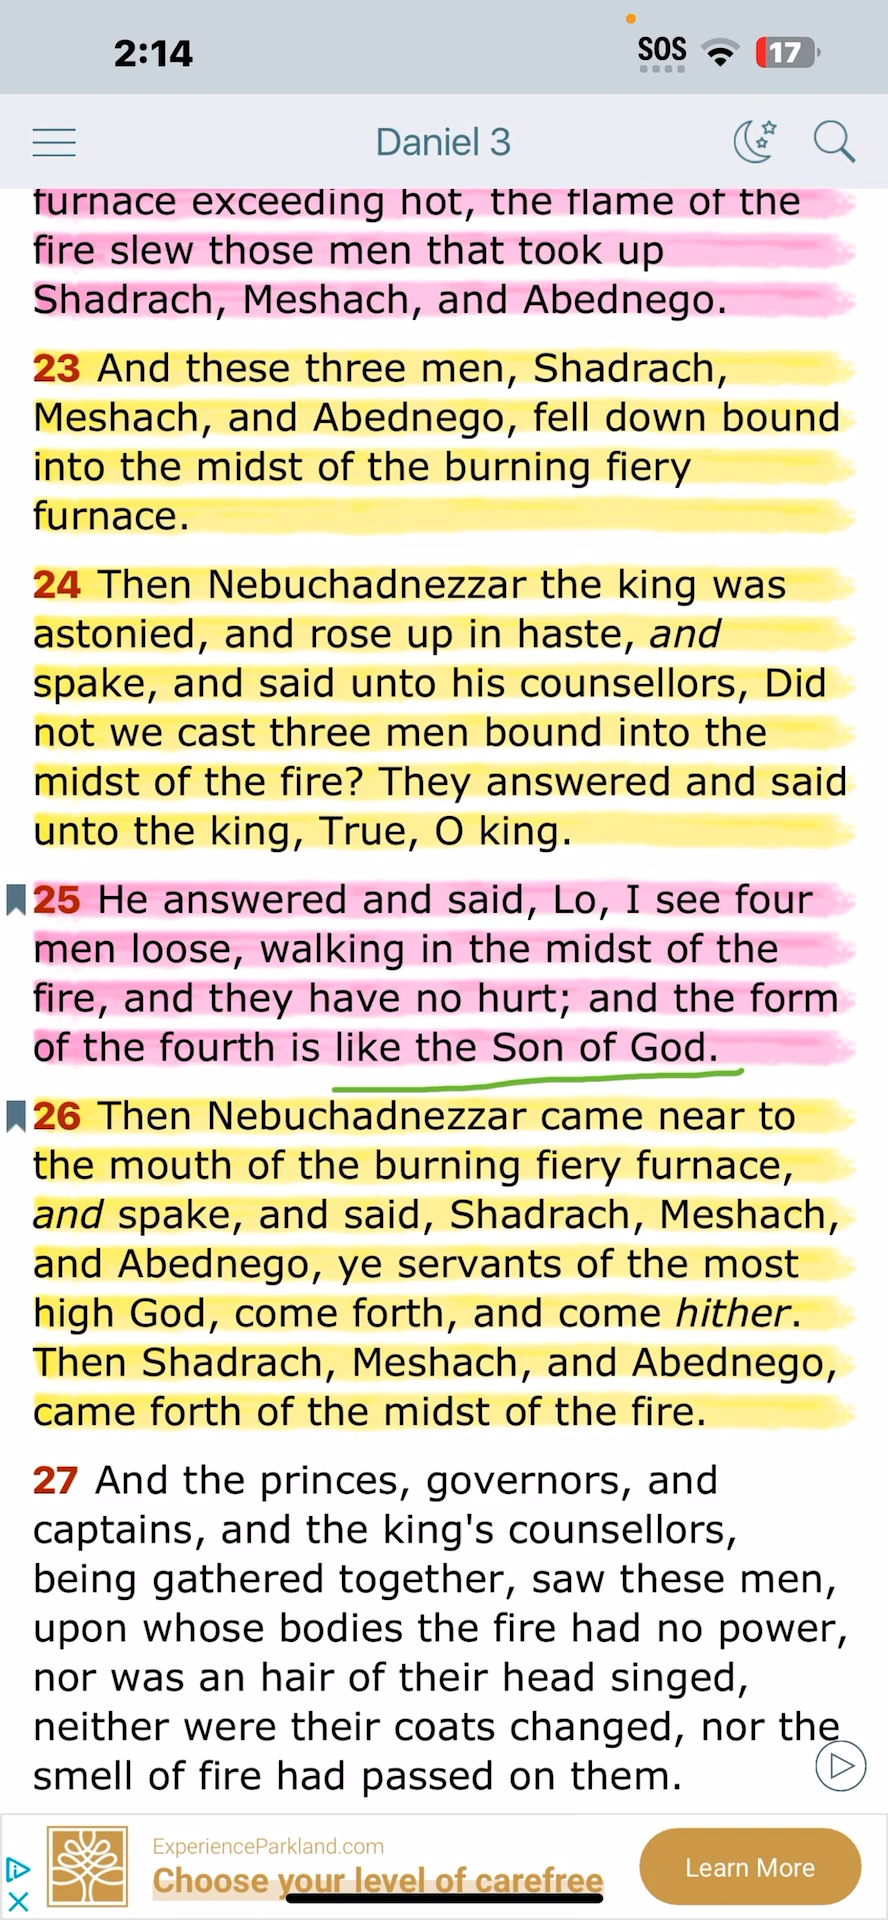 2:14
SOS
17
Daniel 3
furnace exceeding hot, the flame of the
fire slew those men that took up
Shadrach, Meshach, and Abednego.
23 And these three men, Shadrach,
Meshach, and Abednego, fell down bound
into the midst of the burning fiery
furnace.
24 Then Nebuchadnezzar the king was
astonied, and rose up in haste, and
spake, and said unto his counsellors, Did
not we cast three men bound into the
midst of the fire? They answered and said
unto the king, True, O king.
25 He answered and said, Lo, I see four
men loose, walking in the midst of the
fire, and they have no hurt; and the form
of the fourth is like the Son of God.
26 Then Nebuchadnezzar came near to
the mouth of the burning fiery furnace,
and spake, and said, Shadrach, Meshach,
and Abednego, ye servants of the most
high God, come forth, and come hither.
Then Shadrach, Meshach, and Abednego,
came forth of the midst of the fire.
27 And the princes, governors, and
captains, and the king's counsellors,
being gathered together, saw these men,
upon whose bodies the fire had no power,
nor was an hair of their head singed,
neither were their coats changed, nor the
smell of fire had passed on them.
ExperienceParkland.com
Choose your level of carefree
Learn More